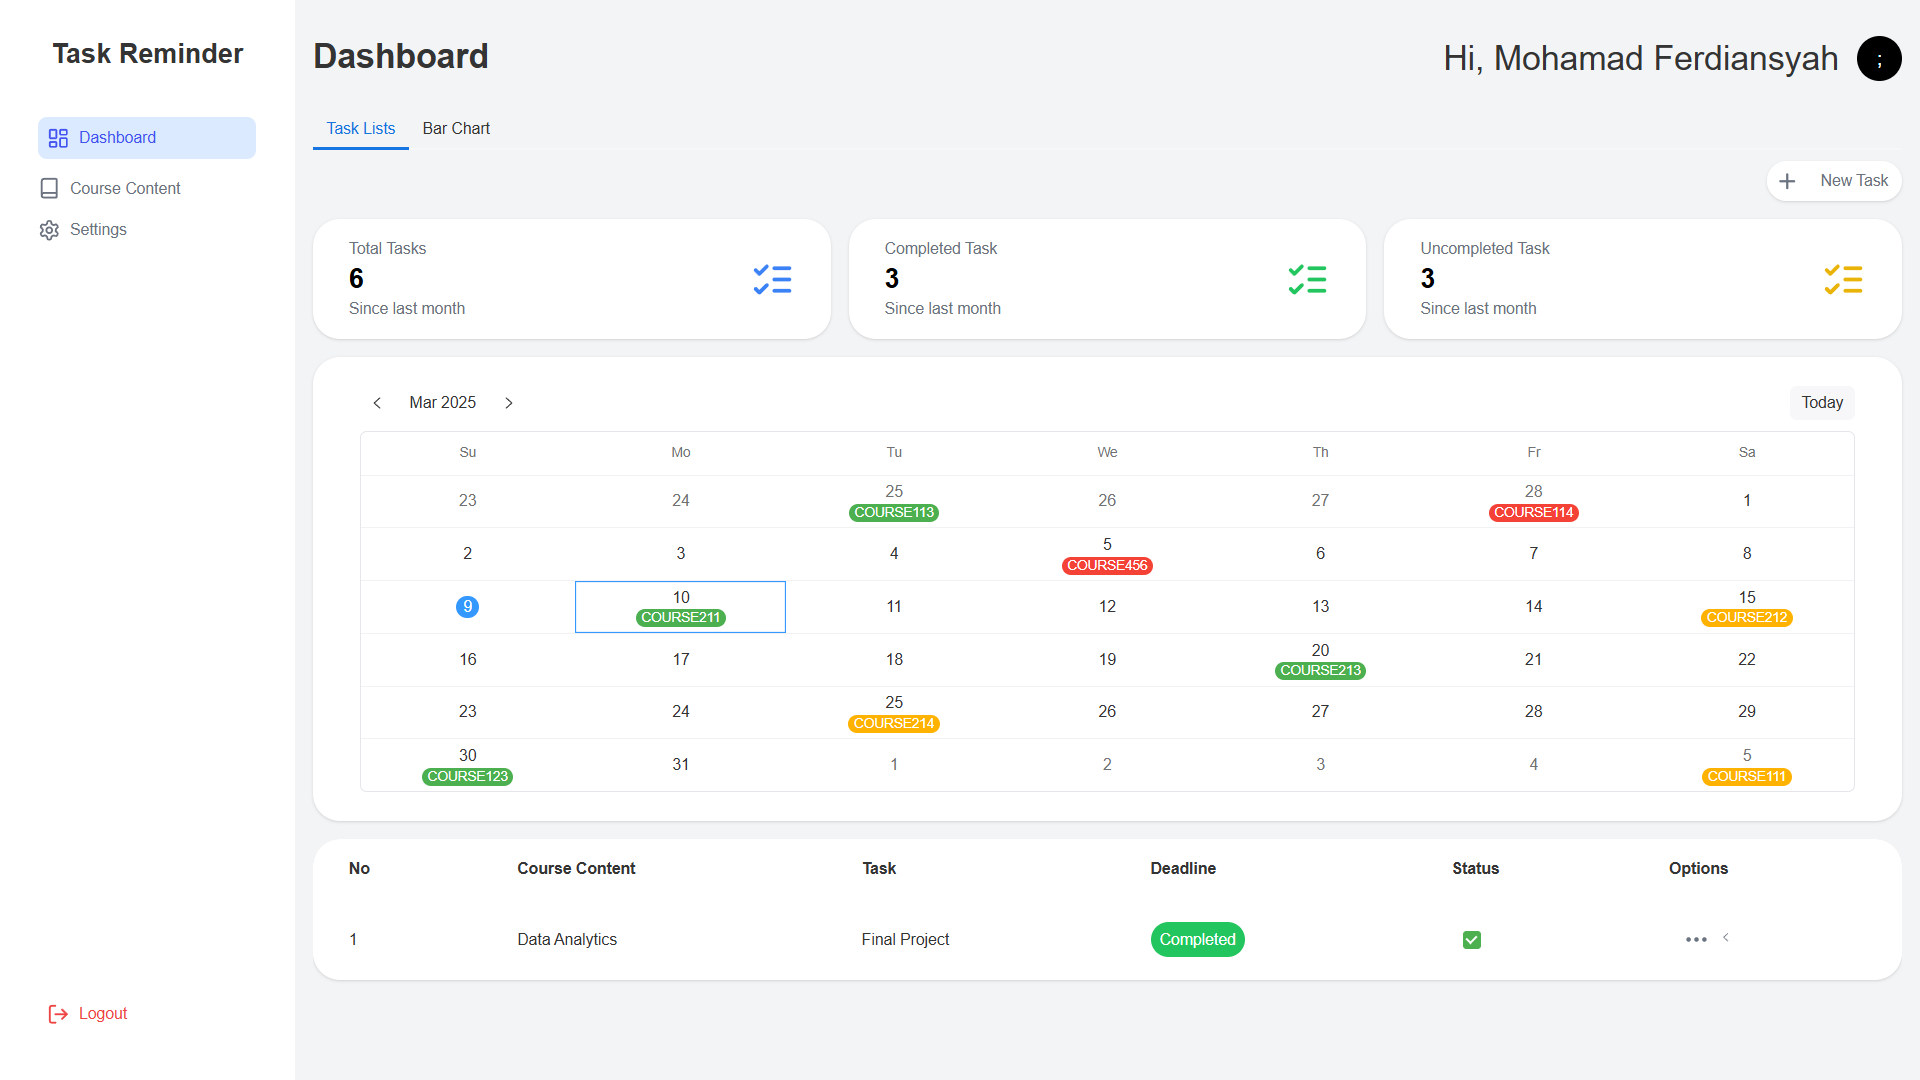 Task Reminder
Dashboard
Course Content
Settings
Logout
Dashboard
Hi, Mohamad Ferdiansyah ;
Task Lists Bar Chart
New Task
Total Tasks
6
Since last month
Completed Task
3
Since last month
Uncompleted Task
3
Since last month
Mar 2025 Today
Su Mo Tu We Th Fr Sa
23 24 25 26 27 28 1
COURSE113 COURSE114
2 3 4 5 6 7 8
COURSE456
9 10 11 12 13 14 15
COURSE211 COURSE212
16 17 18 19 20 21 22
COURSE213
23 24 25 26 27 28 29
COURSE214
30 31 1 2 3 4 5
COURSE123 COURSE111
No Course Content Task Deadline Status Options
1 Data Analytics Final Project Completed